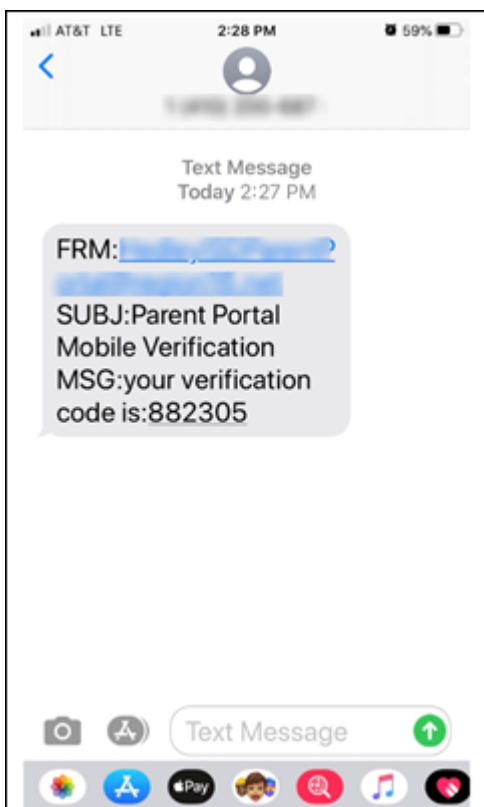 AT&T LTE
2:28 PM
59%
Text Message
Today 2:27 PM
FRM:
SUBJ:Parent Portal
Mobile Verification
MSG:your verification
code is:882305
Text Message
Pay